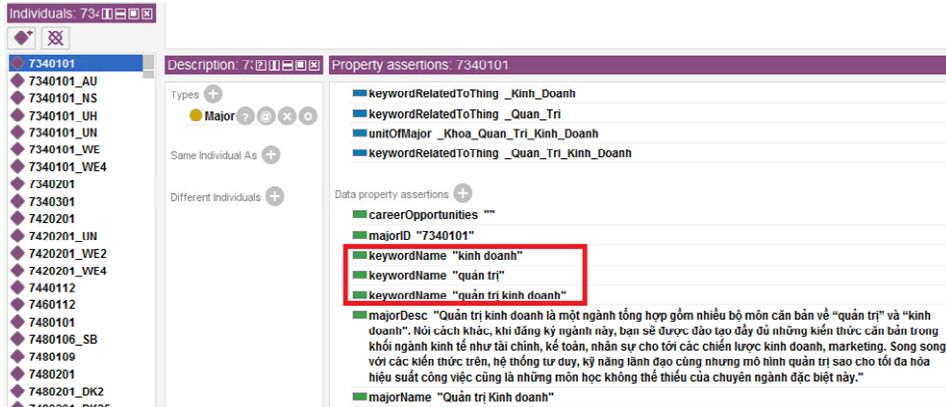 Individuals: 734
7340101
7340101_AU
7340101_NS
7340101_UH
7340101_UN
7340101_WE
7340101_WE4
7340201
7340301
7420201
7420201_UN
7420201_WE2
7420201_WE4
7440112
7460112
7480101
7480106_SB
7480109
7480201
7480201_DK2
Description: 7
Types
Major
Same Individual As
Different Individuals
Property assertions: 7340101
keywordRelatedToThing _Kinh_Doanh
keywordRelatedToThing _Quan_Tri
unitOfMajor _Khoa_Quan_Tri_Kinh_Doanh
keywordRelatedToThing _Quan_Tri_Kinh_Doanh
Data property assertions
careerOpportunities ""
majorID "7340101"
keywordName "kinh doanh"
keywordName "quản trị"
keywordName "quản trị kinh doanh"
majorDesc "Quản trị kinh doanh là một ngành tổng hợp gồm nhiều bộ môn căn bản về “quản trị” và “kinh
doanh”. Nói cách khác, khi đăng ký ngành này, bạn sẽ được đào tạo đầy đủ những kiến thức căn bản trong
khối ngành kinh tế như tài chính, kế toán, nhân sự cho tới các chiến lược kinh doanh, marketing. Song song
với các kiến thức trên, hệ thống tư duy, kỹ năng lãnh đạo cùng nhưng mô hình quản trị sao cho tối đa hóa
hiệu suất công việc cũng là những môn học không thể thiếu của chuyên ngành đặc biệt này."
majorName "Quản trị Kinh doanh"